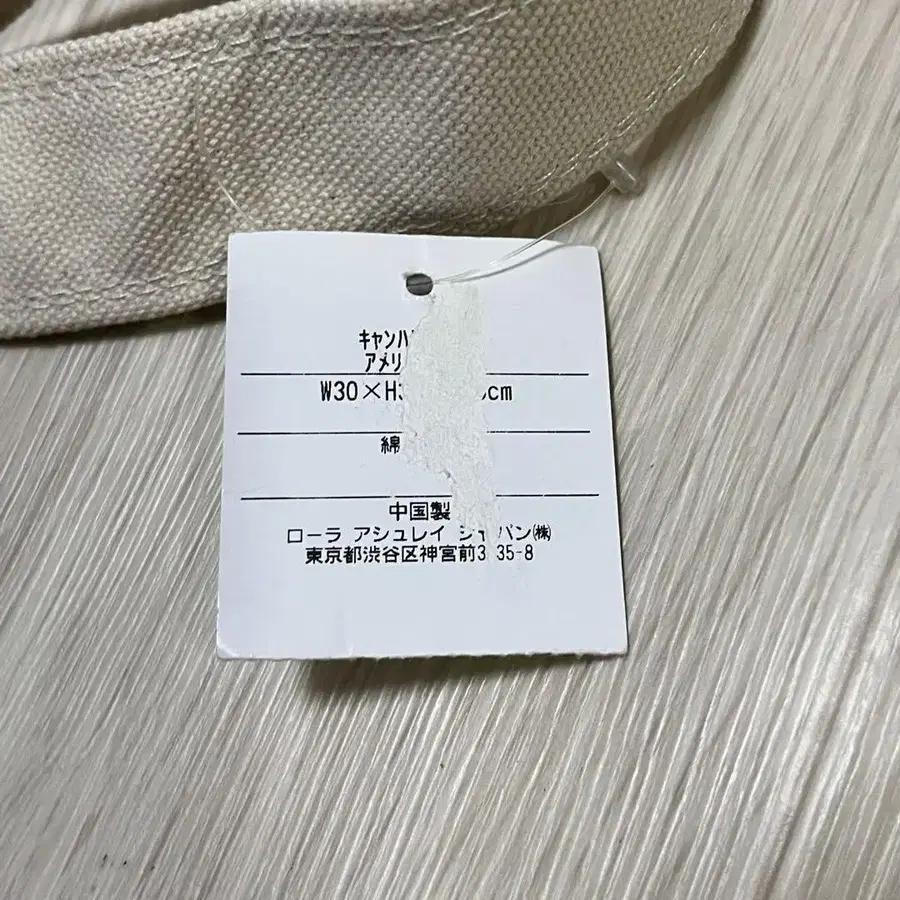 キャンハ
アメリ
W30×H3 cm
綿
中国製
ローラ アシュレイ ジャパン㈱
東京都渋谷区神宮前3 35-8